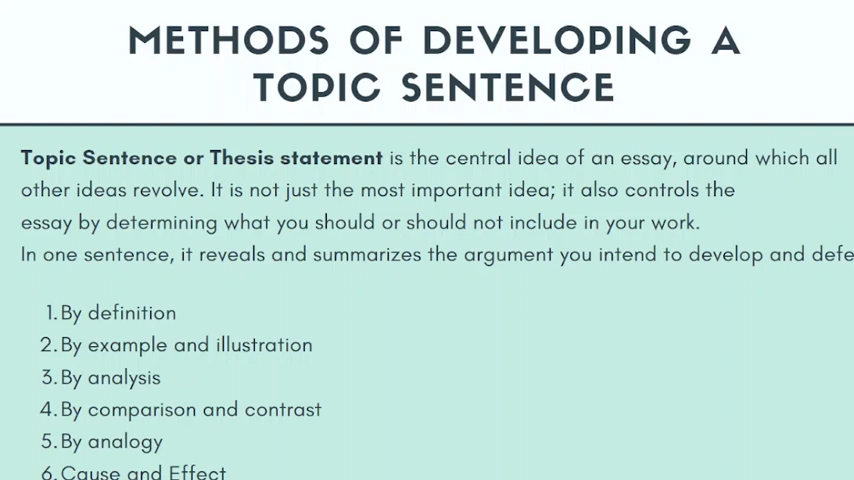 METHODS OF DEVELOPING A
TOPIC SENTENCE
Topic Sentence or Thesis statement is the central idea of an essay, around which all
other ideas revolve. It is not just the most important idea; it also controls the
essay by determining what you should or should not include in your work.
In one sentence, it reveals and summarizes the argument you intend to develop and defe
1. By definition
2. By example and illustration
3. By analysis
4. By comparison and contrast
5. By analogy
6. Cause and Effect